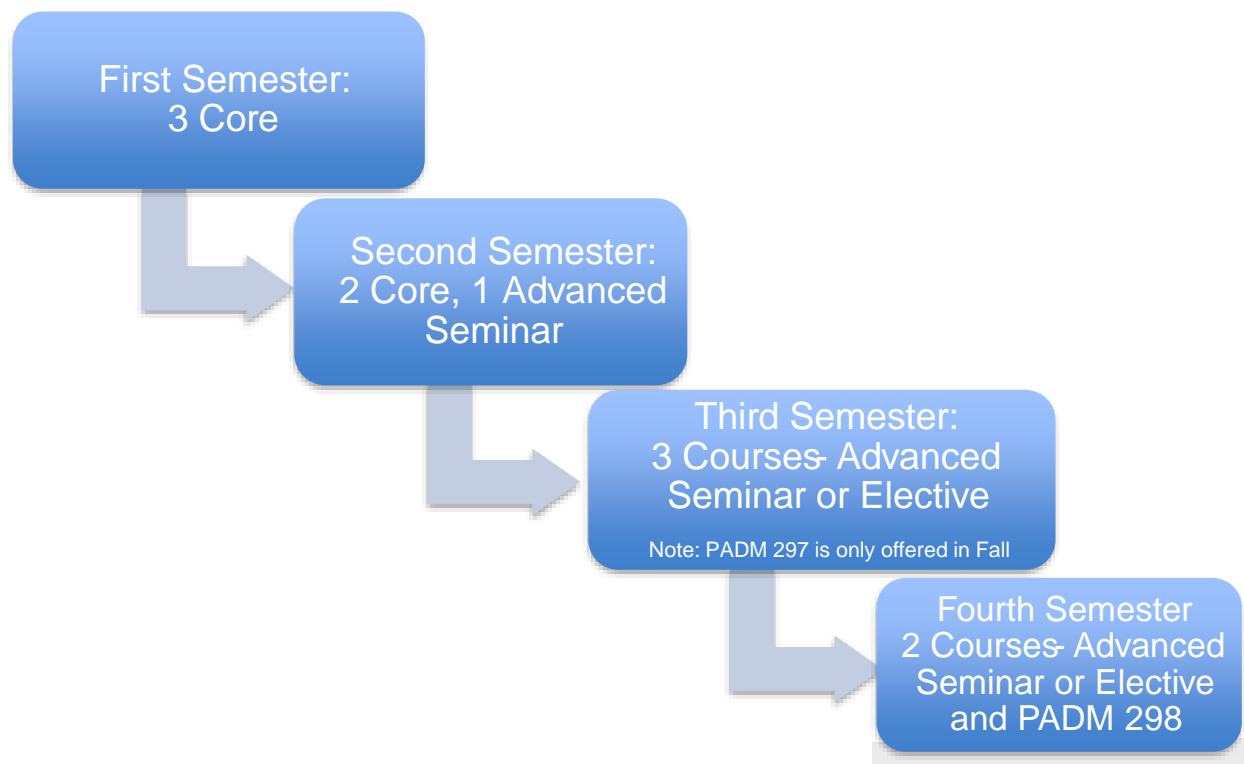 First Semester:
3 Core
Second Semester:
2 Core, 1 Advanced
Seminar
Third Semester:
3 Courses- Advanced
Seminar or Elective
Note: PADM 297 is only offered in Fall
Fourth Semester
2 Courses- Advanced
Seminar or Elective
and PADM 298